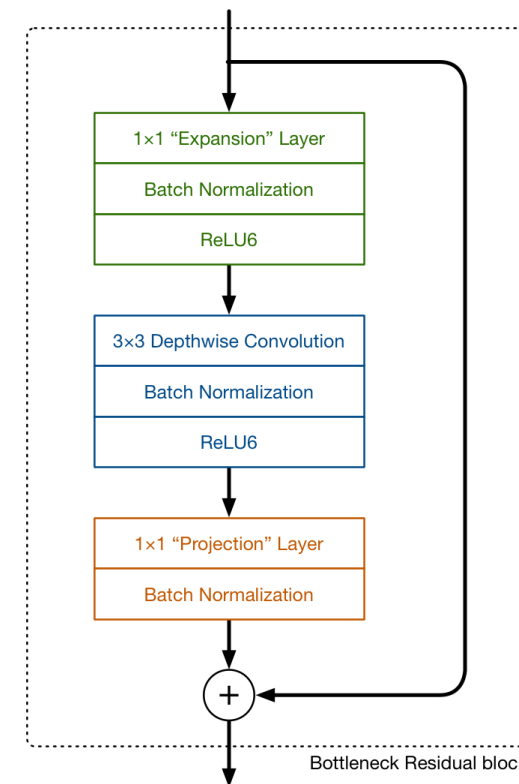 1×1 “Expansion” Layer
Batch Normalization
ReLU6
3×3 Depthwise Convolution
Batch Normalization
ReLU6
1×1 “Projection” Layer
Batch Normalization
+
Bottleneck Residual bloc